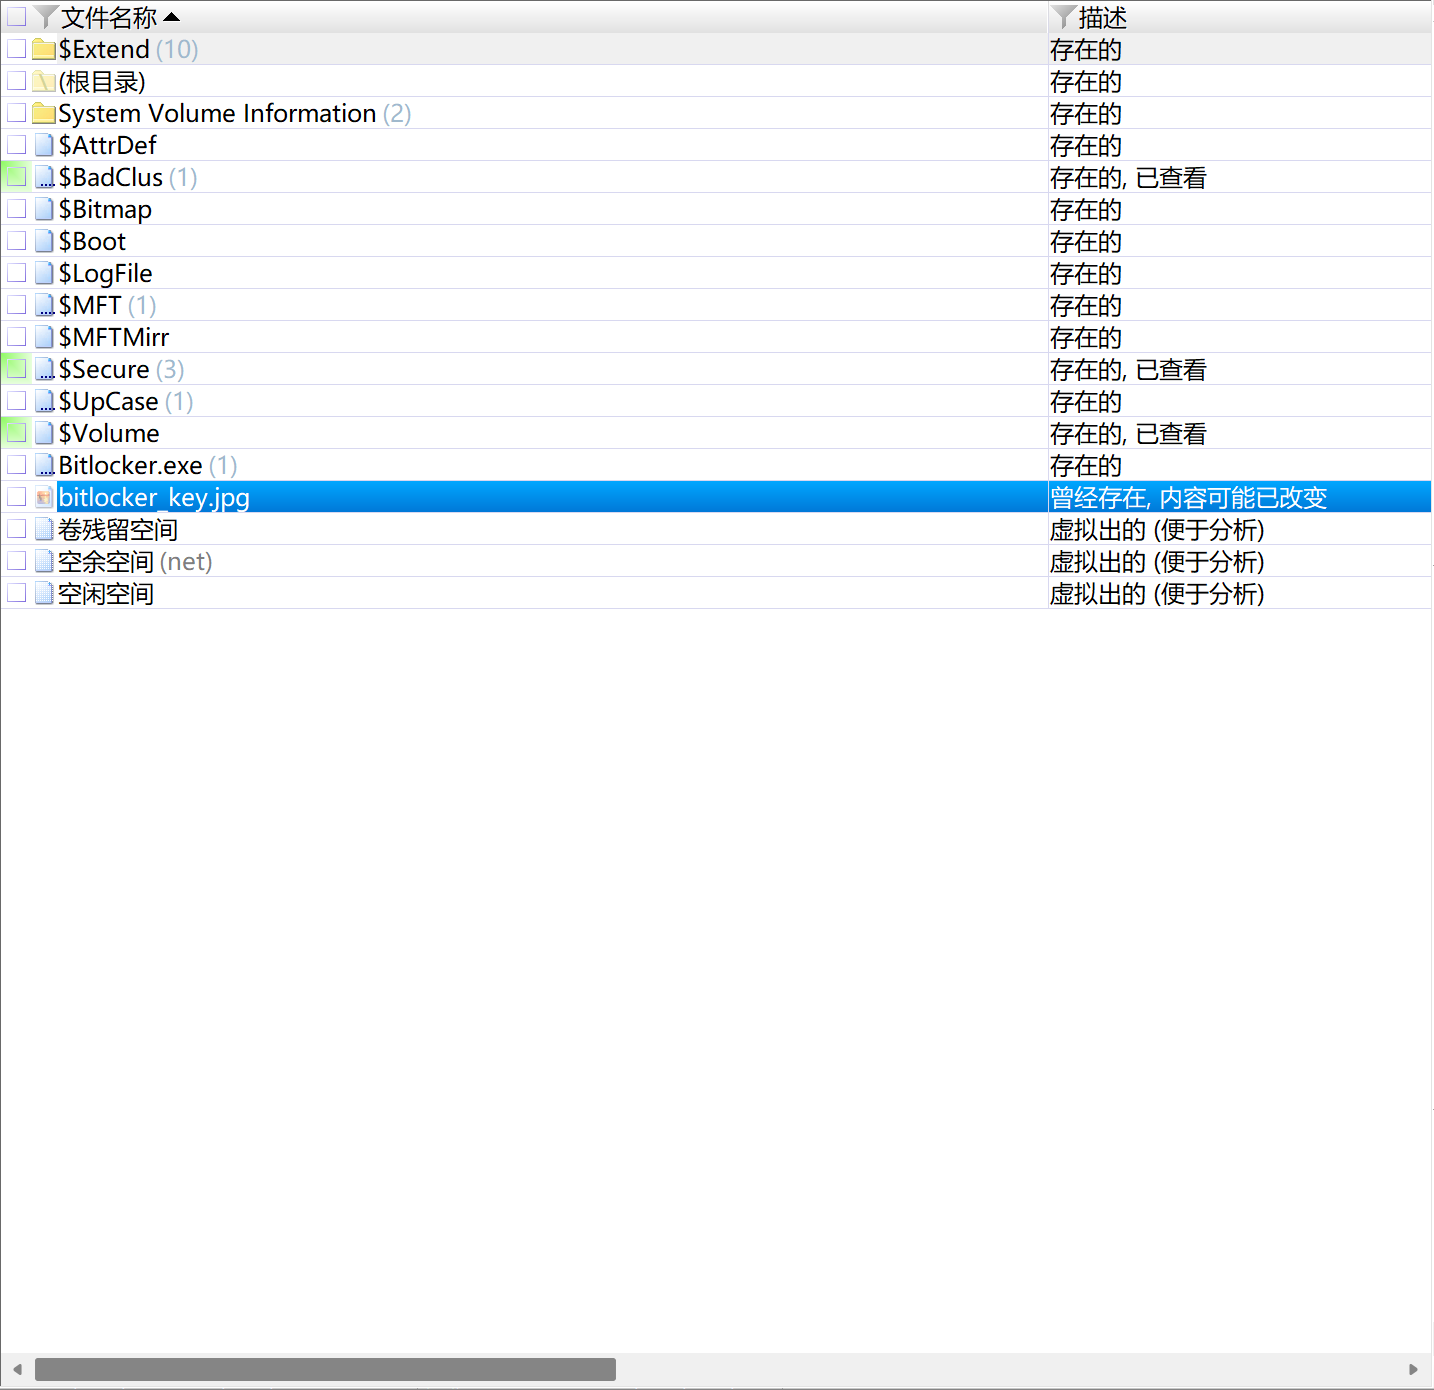 文件名称 描述
$Extend (10) 存在的
(根目录) 存在的
System Volume Information (2) 存在的
$AttrDef 存在的
$BadClus (1) 存在的, 已查看
$Bitmap 存在的
$Boot 存在的
$LogFile 存在的
$MFT (1) 存在的
$MFTMirr 存在的
$Secure (3) 存在的, 已查看
$UpCase (1) 存在的
$Volume 存在的, 已查看
Bitlocker.exe (1) 存在的
bitlocker_key.jpg 曾经存在, 内容可能已改变
卷残留空间 虚拟出的 (便于分析)
空余空间 (net) 虚拟出的 (便于分析)
空闲空间 虚拟出的 (便于分析)